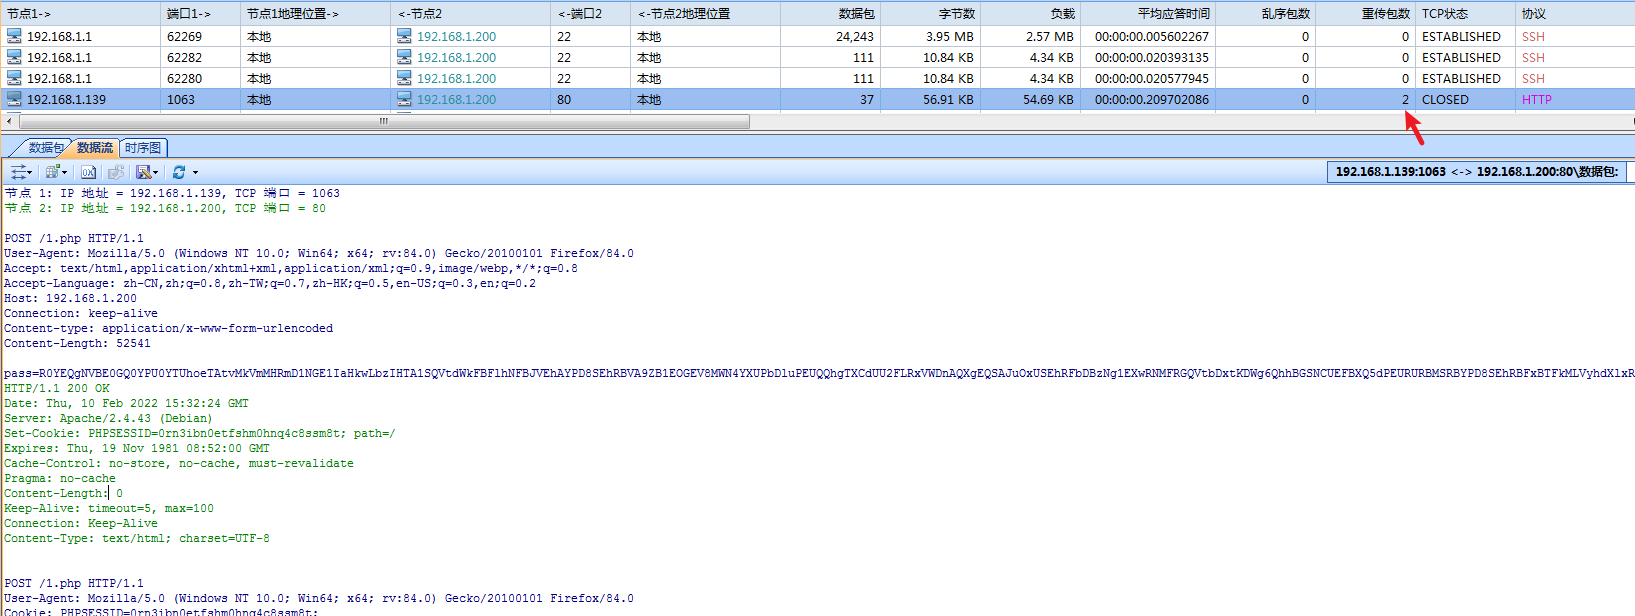 节点1-> 端口1-> 节点1地理位置-> <-节点2 <-端口2 <-节点2地理位置 数据包 字节数 负载 平均应答时间 乱序包数 重传包数 TCP状态 协议
192.168.1.1 62269 本地 192.168.1.200 22 本地 24,243 3.95 MB 2.57 MB 00:00:00.005602267 0 0 ESTABLISHED SSH
192.168.1.1 62282 本地 192.168.1.200 22 本地 111 10.84 KB 4.34 KB 00:00:00.020393135 0 0 ESTABLISHED SSH
192.168.1.1 62280 本地 192.168.1.200 22 本地 111 10.84 KB 4.34 KB 00:00:00.020577945 0 0 ESTABLISHED SSH
192.168.1.139 1063 本地 192.168.1.200 80 本地 37 56.91 KB 54.69 KB 00:00:00.209702086 0 2 CLOSED HTTP
数据包 数据流 时序图
192.168.1.139:1063 <-> 192.168.1.200:80\数据包:
节点 1: IP 地址 = 192.168.1.139, TCP 端口 = 1063
节点 2: IP 地址 = 192.168.1.200, TCP 端口 = 80
POST /1.php HTTP/1.1
User-Agent: Mozilla/5.0 (Windows NT 10.0; Win64; x64; rv:84.0) Gecko/20100101 Firefox/84.0
Accept: text/html,application/xhtml+xml,application/xml;q=0.9,image/webp,*/*;q=0.8
Accept-Language: zh-CN,zh;q=0.8,zh-TW;q=0.7,zh-HK;q=0.5,en-US;q=0.3,en;q=0.2
Host: 192.168.1.200
Connection: keep-alive
Content-type: application/x-www-form-urlencoded
Content-Length: 52541
pass=R0YEQgNVBE0GQ0YPU0YTUhoeTAtvMkVmMHRmD1NGE1IaHkwLbzIHTA1SQVtdWkFBFlhNFBJVEhAYPD8SEhRBVA9ZB1EOGEV8MWN4YXUPbDluPEUQQhgTXCdUU2FLRxVWDnAQXgEQSAJuOxUSEhRFbDBzNg1EXwRNMFRGQVtbDxtKDWg6QhhBGSNCUEFBXQ5dPEURURBMSRBYPD8SEhRBFxBTFkMLVyhdXlxR
HTTP/1.1 200 OK
Date: Thu, 10 Feb 2022 15:32:24 GMT
Server: Apache/2.4.43 (Debian)
Set-Cookie: PHPSESSID=0rn3ibn0etfshm0hnq4c8ssm8t; path=/
Expires: Thu, 19 Nov 1981 08:52:00 GMT
Cache-Control: no-store, no-cache, must-revalidate
Pragma: no-cache
Content-Length: 0
Keep-Alive: timeout=5, max=100
Connection: Keep-Alive
Content-Type: text/html; charset=UTF-8
POST /1.php HTTP/1.1
User-Agent: Mozilla/5.0 (Windows NT 10.0; Win64; x64; rv:84.0) Gecko/20100101 Firefox/84.0
Cookie: PHPSESSID=0rn3ibn0etfshm0hnq4c8ssm8t;